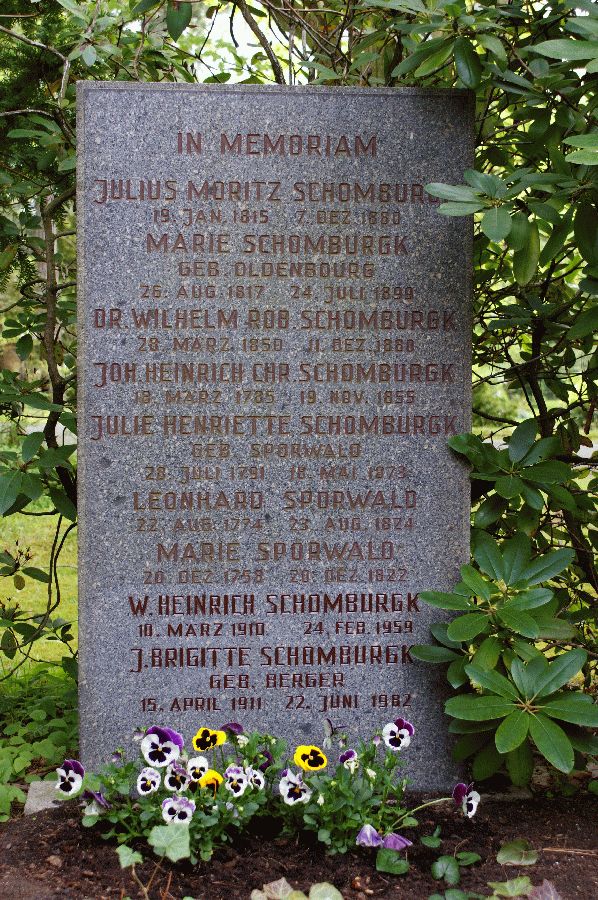 IN MEMORIAM
JULIUS MORITZ SCHOMBURGK
19. JAN. 1815 7. DEZ. 1880
MARIE SCHOMBURGK
GEB. OLDENBOURG
26. AUG. 1817 24. JULI 1899
DR. WILHELM ROB. SCHOMBURGK
28. MÄRZ 1850 11. DEZ. 1880
JOH. HEINRICH CHR. SCHOMBURGK
18. MÄRZ 1785 19. NOV. 1855
JULIE HENRIETTE SCHOMBURGK
GEB. SPORWALD
28. JULI 1791 18. MAI 1873
LEONHARD SPORWALD
22. AUG. 1774 23. AUG. 1824
MARIE SPORWALD
20. DEZ. 1753 20. DEZ. 1822
W. HEINRICH SCHOMBURGK
10. MÄRZ 1910 24. FEB. 1959
J. BRIGITTE SCHOMBURGK
GEB. BERGER
15. APRIL 1911 22. JUNI 1982